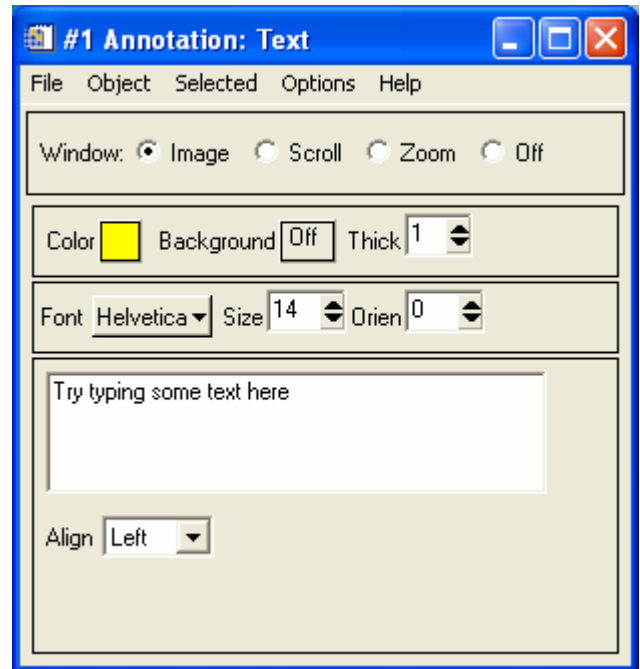 #1 Annotation: Text
File Object Selected Options Help
Window: Image Scroll Zoom Off
Color Background Off Thick 1
Font Helvetica Size 14 Orien 0
Try typing some text here
Align Left